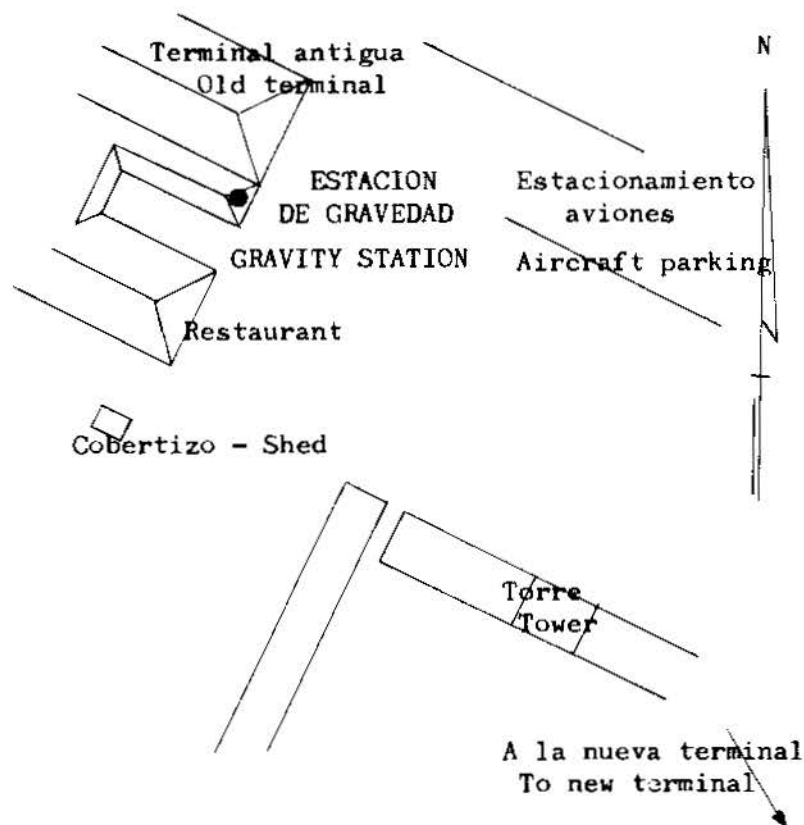 N
Terminal antigua
Old terminal
ESTACION
DE GRAVEDAD
GRAVITY STATION
Estacionamiento
aviones
Aircraft parking
Restaurant
Cobertizo - Shed
Torre
Tower
A la nueva terminal
To new terminal